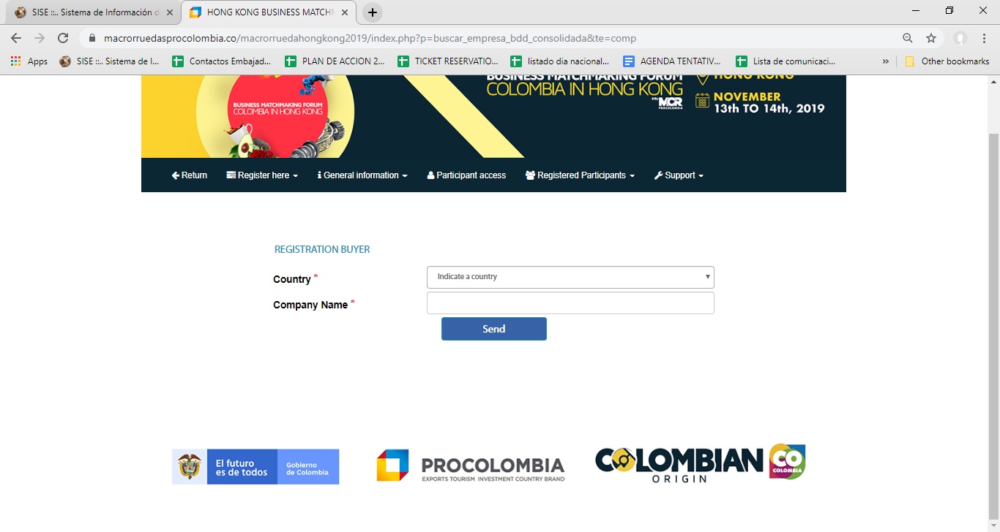 SISE ::.. Sistema de Información d
HONG KONG BUSINESS MATCHM
macrorruedasprocolombia.co/macrorruedahongkong2019/index.php?p=buscar_empresa_bdd_consolidada&te=comp
Apps SISE ::.. Sistema de I... Contactos Embajad... PLAN DE ACCION 2... TICKET RESERVATIO... listado dia nacional... AGENDA TENTATIV... Lista de comunicaci... » Other bookmarks
BUSINESS MATCHMAKING FORUM
COLOMBIA IN HONG KONG
BUSINESS MATCHMAKING FORUM
COLOMBIA IN HONG KONG
MCR
PROCOLOMBIA
HONG KONG
NOVEMBER
13th TO 14th, 2019
Return Register here General information Participant access Registered Participants Support
REGISTRATION BUYER
Country * Indicate a country
Company Name *
Send
El futuro
es de todos
Gobierno
de Colombia
PROCOLOMBIA
EXPORTS TOURISM INVESTMENT COUNTRY BRAND
COLOMBIAN
ORIGIN
CO
COLOMBIA